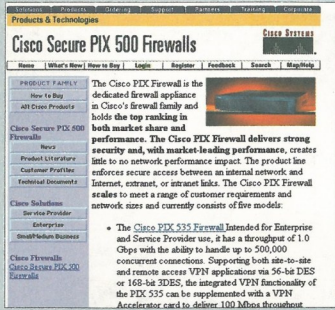 Solutions Products Ordering Support Partners Training Corporate
Products & Technologies
Cisco Secure PIX 500 Firewalls
CISCO SYSTEMS
Home | What's New | How to Buy | Login | Register | Feedback | Search | Map/Help
PRODUCT FAMILY
How to Buy
All Cisco Products
Cisco Secure PIX 500
Firewalls
News
Product Literature
Customer Profiles
Technical Documents
Cisco Solutions
Service Provider
Enterprise
Small/Medium Business
Cisco Firewalls
Cisco Secure PIX 500
Firewalls
The Cisco PIX Firewall is the
dedicated firewall appliance
in Cisco's firewall family and
holds the top ranking in
both market share and
performance. The Cisco PIX Firewall delivers strong
security and, with market-leading performance, creates
little to no network performance impact. The product line
enforces secure access between an internal network and
Internet, extranet, or intranet links. The Cisco PIX Firewall
scales to meet a range of customer requirements and
network sizes and currently consists of five models:
• The Cisco PIX 535 Firewall Intended for Enterprise
and Service Provider use, it has a throughput of 1.0
Gbps with the ability to handle up to 500,000
concurrent connections. Supporting both site-to-site
and remote access VPN applications via 56-bit DES
or 168-bit 3DES, the integrated VPN functionality of
the PIX 535 can be supplemented with a VPN
Accelerator card to deliver 100 Mbps throughput